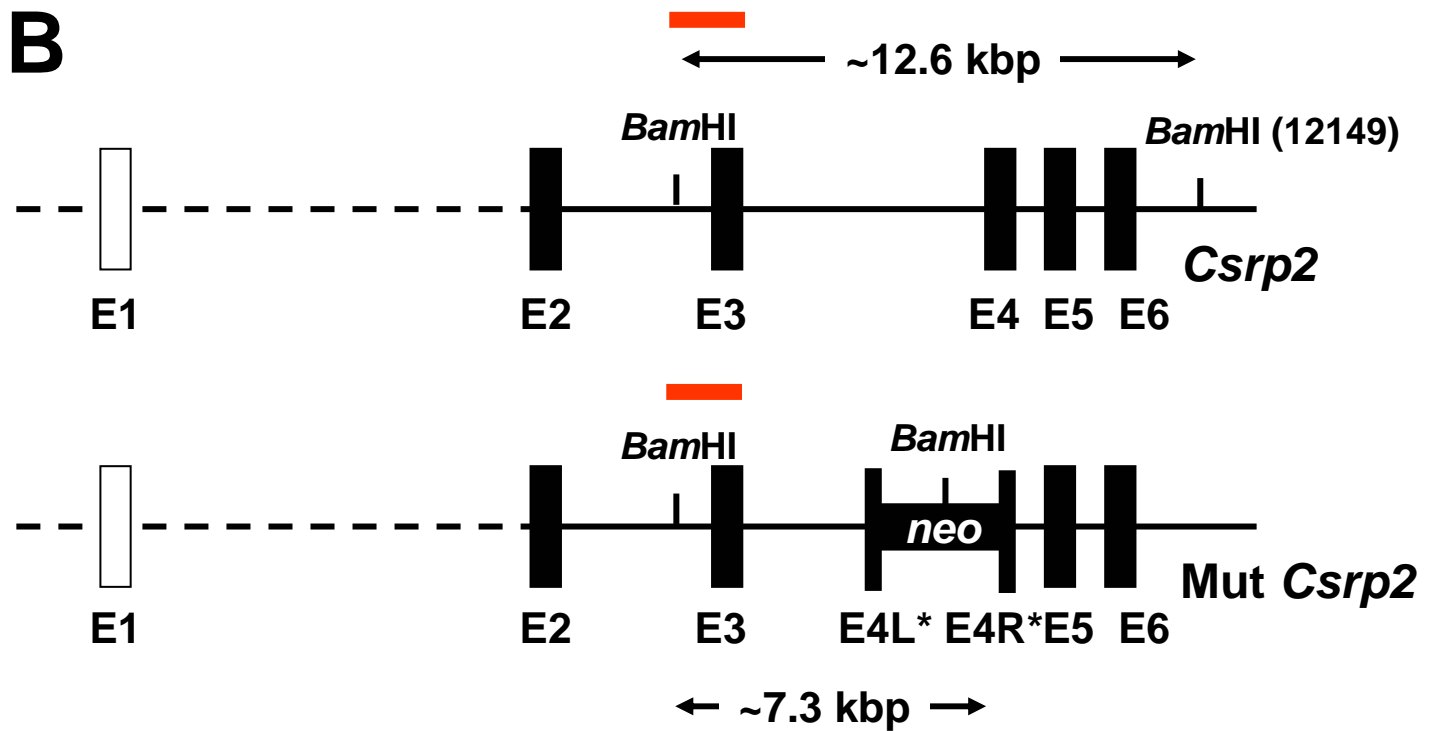 B
~12.6 kbp
BamHI
BamHI (12149)
Csrp2
E1 E2 E3 E4 E5 E6
BamHI
BamHI
neo
Mut Csrp2
E1 E2 E3 E4L* E4R*E5 E6
~7.3 kbp